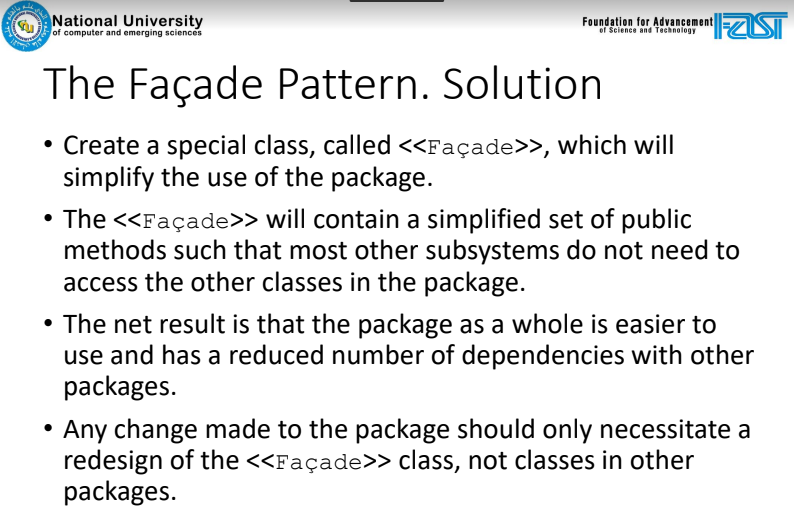 National University
of computer and emerging sciences
Foundation for Advancement
of Science and Technology
FAST
The Façade Pattern. Solution
• Create a special class, called <<Façade>>, which will
simplify the use of the package.
• The <<Façade>> will contain a simplified set of public
methods such that most other subsystems do not need to
access the other classes in the package.
• The net result is that the package as a whole is easier to
use and has a reduced number of dependencies with other
packages.
• Any change made to the package should only necessitate a
redesign of the <<Façade>> class, not classes in other
packages.